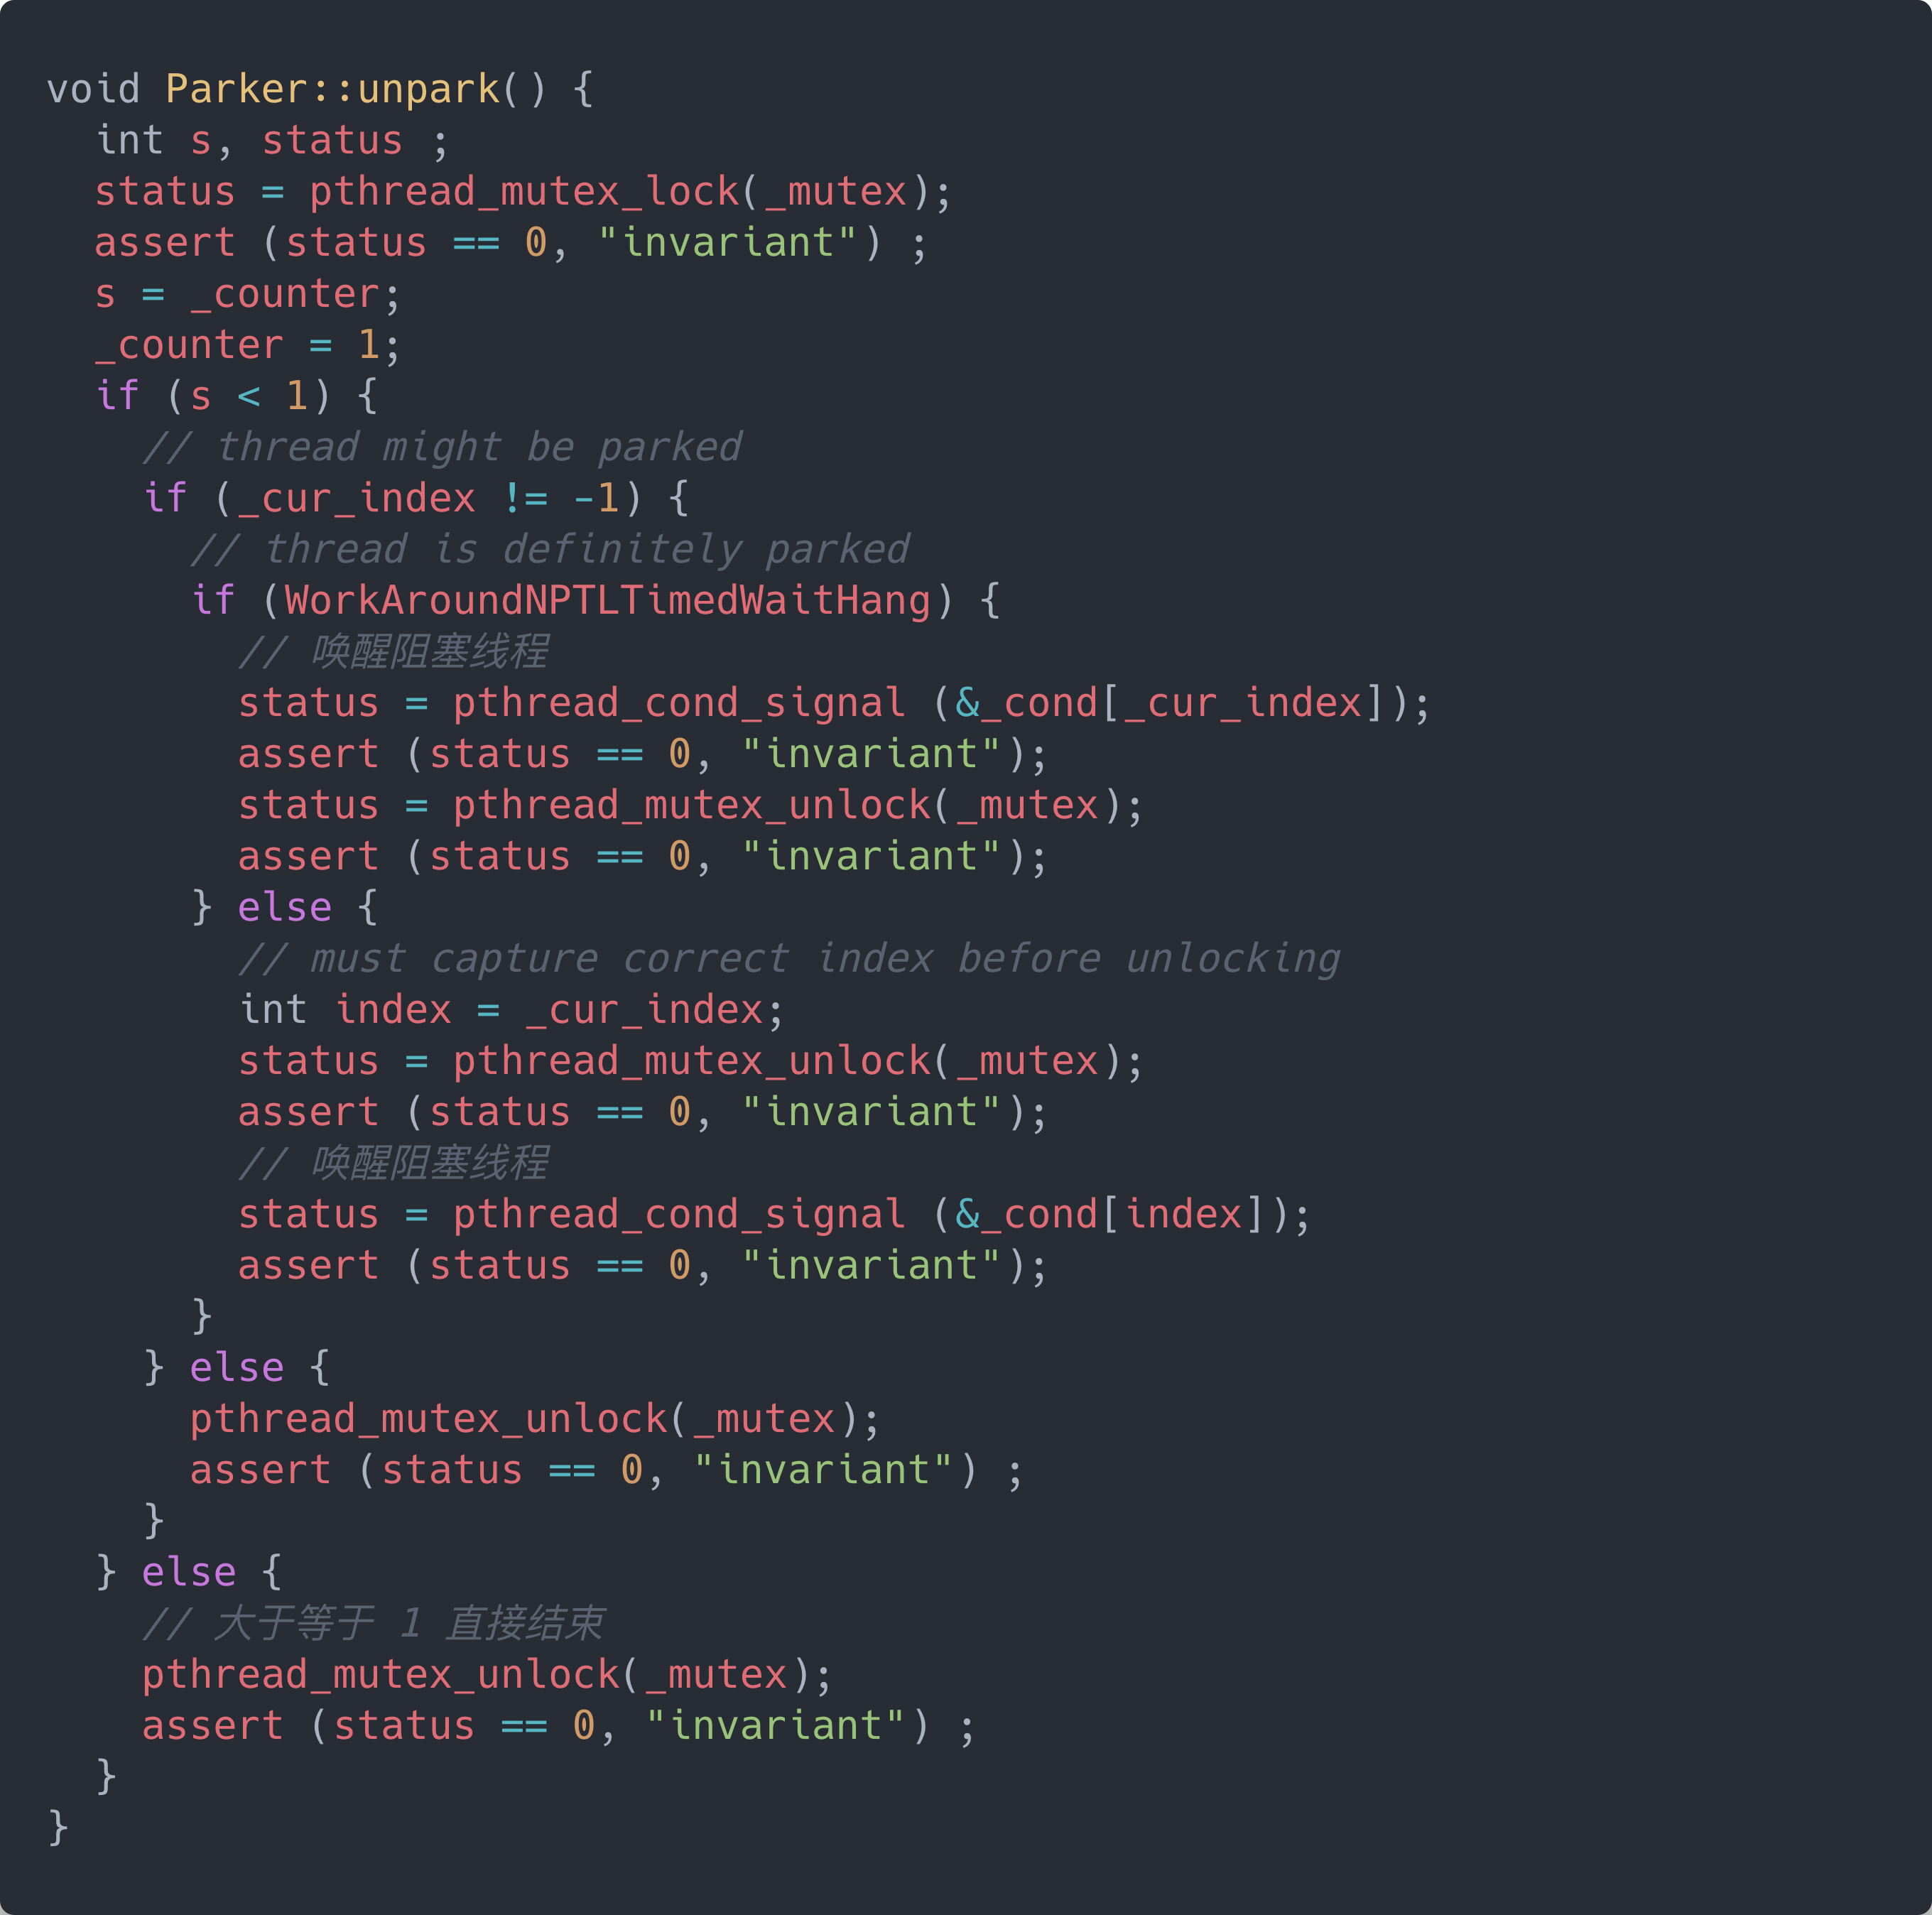 void Parker::unpark() {
  int s, status ;
  status = pthread_mutex_lock(_mutex);
  assert (status == 0, "invariant") ;
  s = _counter;
  _counter = 1;
  if (s < 1) {
    // thread might be parked
    if (_cur_index != -1) {
      // thread is definitely parked
      if (WorkAroundNPTLTimedWaitHang) {
        // 唤醒阻塞线程
        status = pthread_cond_signal (&_cond[_cur_index]);
        assert (status == 0, "invariant");
        status = pthread_mutex_unlock(_mutex);
        assert (status == 0, "invariant");
      } else {
        // must capture correct index before unlocking
        int index = _cur_index;
        status = pthread_mutex_unlock(_mutex);
        assert (status == 0, "invariant");
        // 唤醒阻塞线程
        status = pthread_cond_signal (&_cond[index]);
        assert (status == 0, "invariant");
      }
    } else {
      pthread_mutex_unlock(_mutex);
      assert (status == 0, "invariant") ;
    }
  } else {
    // 大于等于 1 直接结束
    pthread_mutex_unlock(_mutex);
    assert (status == 0, "invariant") ;
  }
}